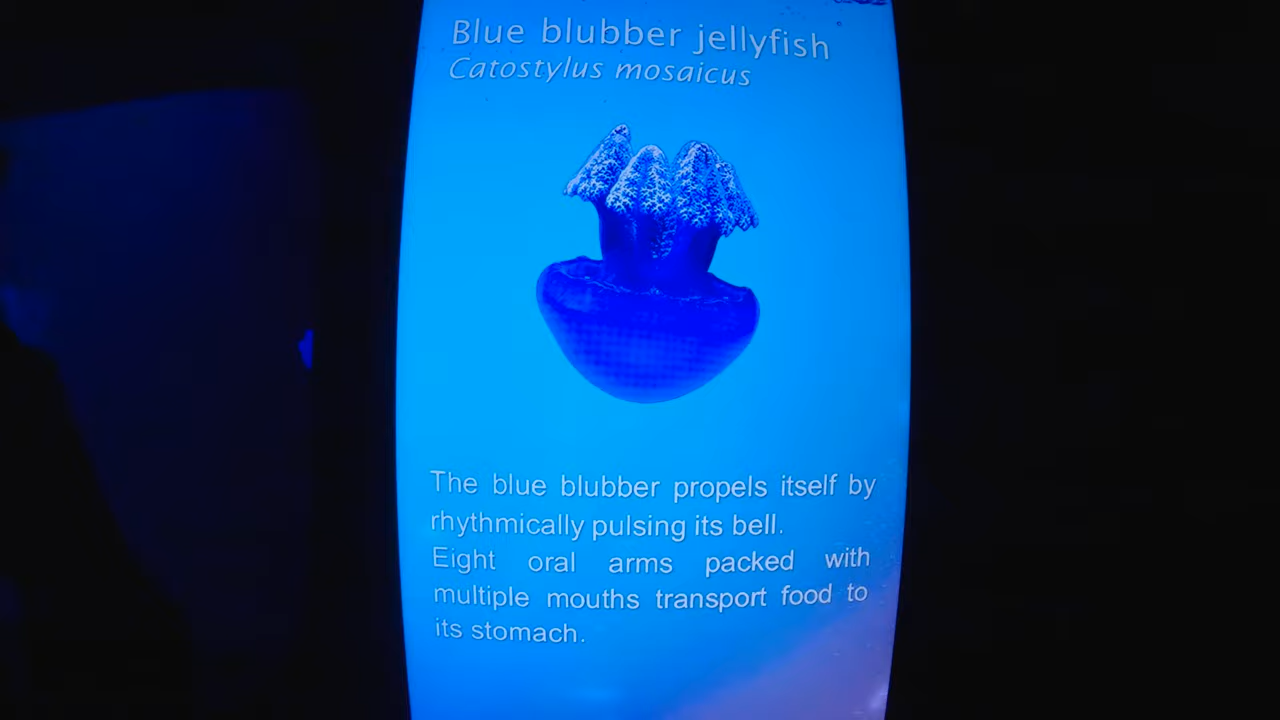 Blue blubber jellyfish
Catostylus mosaicus
The blue blubber propels itself by
rhythmically pulsing its bell.
Eight oral arms packed with
multiple mouths transport food to
its stomach.